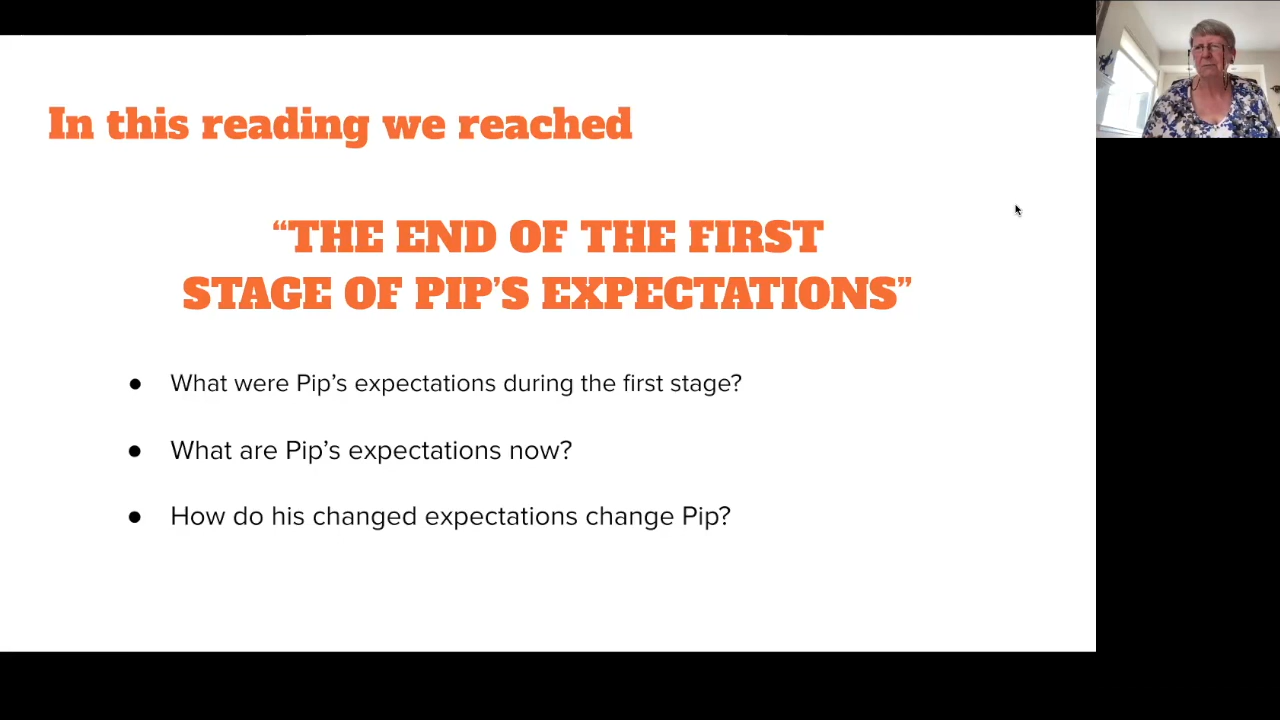 In this reading we reached
“THE END OF THE FIRST
STAGE OF PIP’S EXPECTATIONS”
● What were Pip’s expectations during the first stage?
● What are Pip’s expectations now?
● How do his changed expectations change Pip?